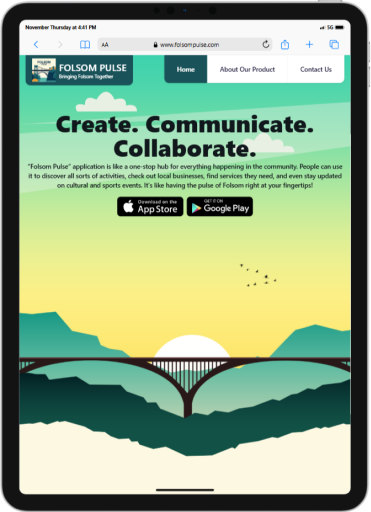 November Thursday at 4:41 PM
5G
AA
www.folsompulse.com
FOLSOM PULSE
Bringing Folsom Together
Home
About Our Product
Contact Us
Create. Communicate.
Collaborate.
"Folsom Pulse" application is like a one-stop hub for everything happening in the community. People can use
it to discover all sorts of activities, check out local businesses, find services they need, and even stay updated
on cultural and sports events. It's like having the pulse of Folsom right at your fingertips!
Download on the
App Store
GET IT ON
Google Play